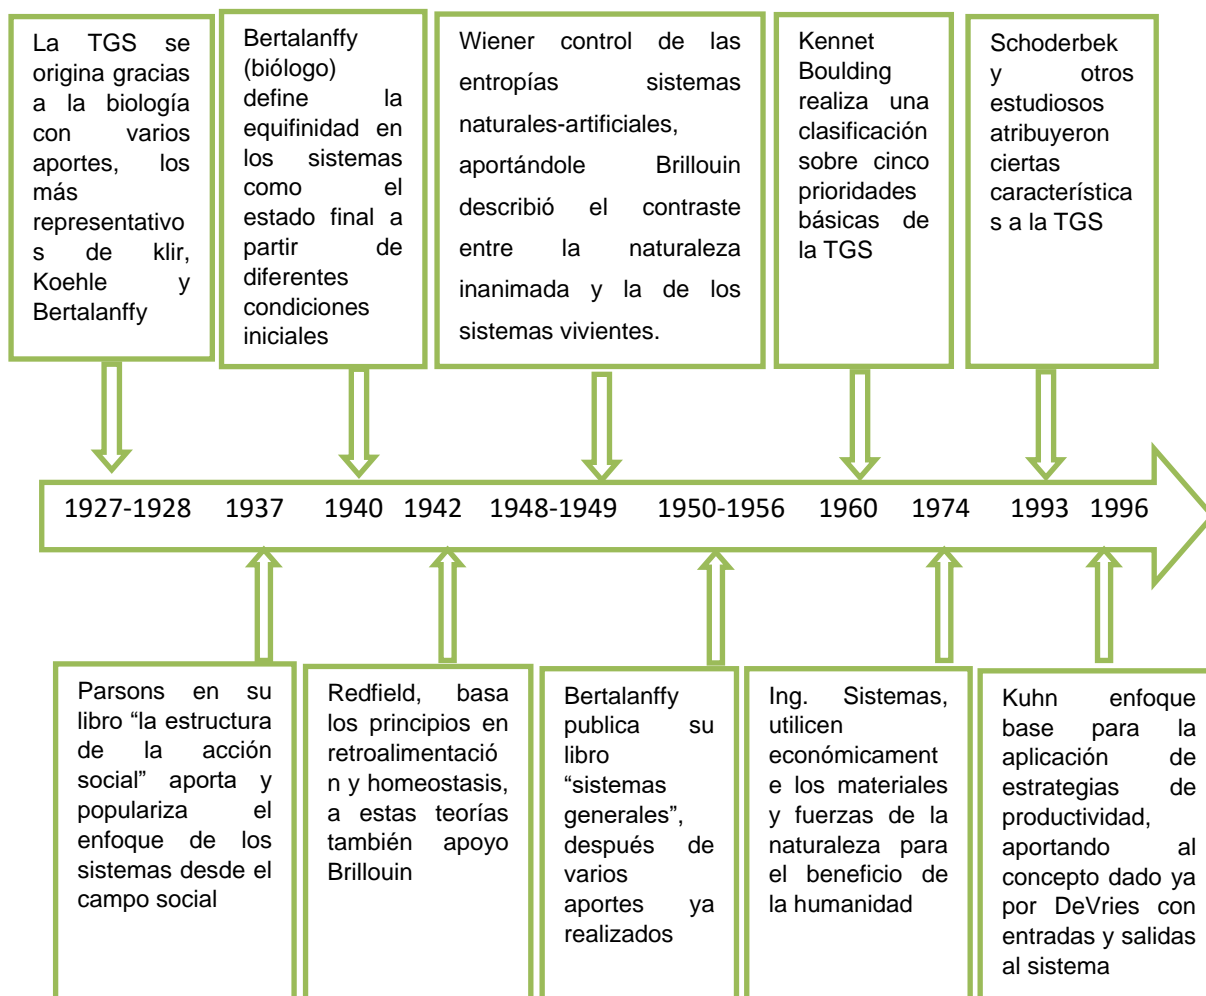 La TGS se
origina gracias
a la biología
con varios
aportes, los
más
representativo
s de klir,
Koehle y
Bertalanffy
Bertalanffy
(biólogo)
define la
equifinidad en
los sistemas
como el
estado final a
partir de
diferentes
condiciones
iniciales
Wiener control de las
entropías sistemas
naturales-artificiales,
aportándole Brillouin
describió el contraste
entre la naturaleza
inanimada y la de los
sistemas vivientes.
Kennet
Boulding
realiza una
clasificación
sobre cinco
prioridades
básicas de
la TGS
Schoderbek
y otros
estudiosos
atribuyeron
ciertas
característica
s a la TGS
1927-1928 1937 1940 1942 1948-1949 1950-1956 1960 1974 1993 1996
Parsons en su
libro “la estructura
de la acción
social” aporta y
populariza el
enfoque de los
sistemas desde el
campo social
Redfield, basa
los principios en
retroalimentació
n y homeostasis,
a estas teorías
también apoyo
Brillouin
Bertalanffy
publica su
libro
“sistemas
generales”,
después de
varios
aportes ya
realizados
Ing. Sistemas,
utilicen
económicament
e los materiales
y fuerzas de la
naturaleza para
el beneficio de
la humanidad
Kuhn enfoque
base para la
aplicación de
estrategias de
productividad,
aportando al
concepto dado ya
por DeVries con
entradas y salidas
al sistema